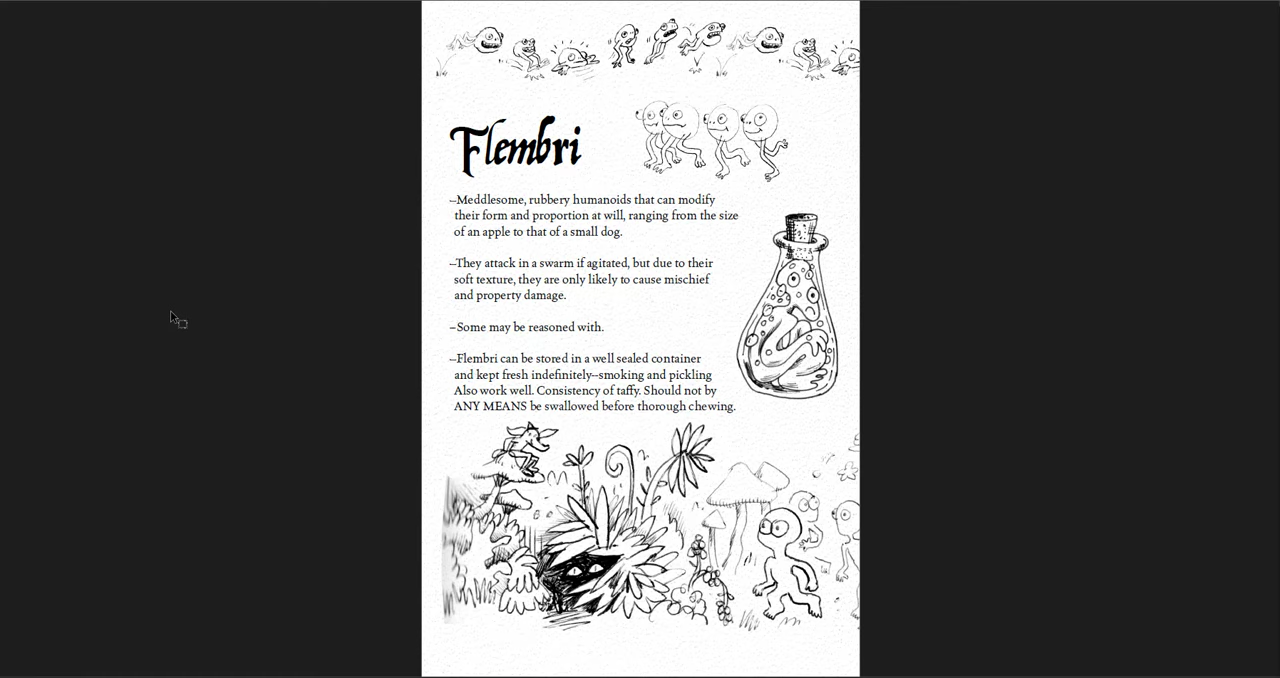 Flembri
--Meddlesome, rubbery humanoids that can modify
their form and proportion at will, ranging from the size
of an apple to that of a small dog.
--They attack in a swarm if agitated, but due to their
soft texture, they are only likely to cause mischief
and property damage.
--Some may be reasoned with.
--Flembri can be stored in a well sealed container
and kept fresh indefinitely--smoking and pickling
Also work well. Consistency of taffy. Should not by
ANY MEANS be swallowed before thorough chewing.